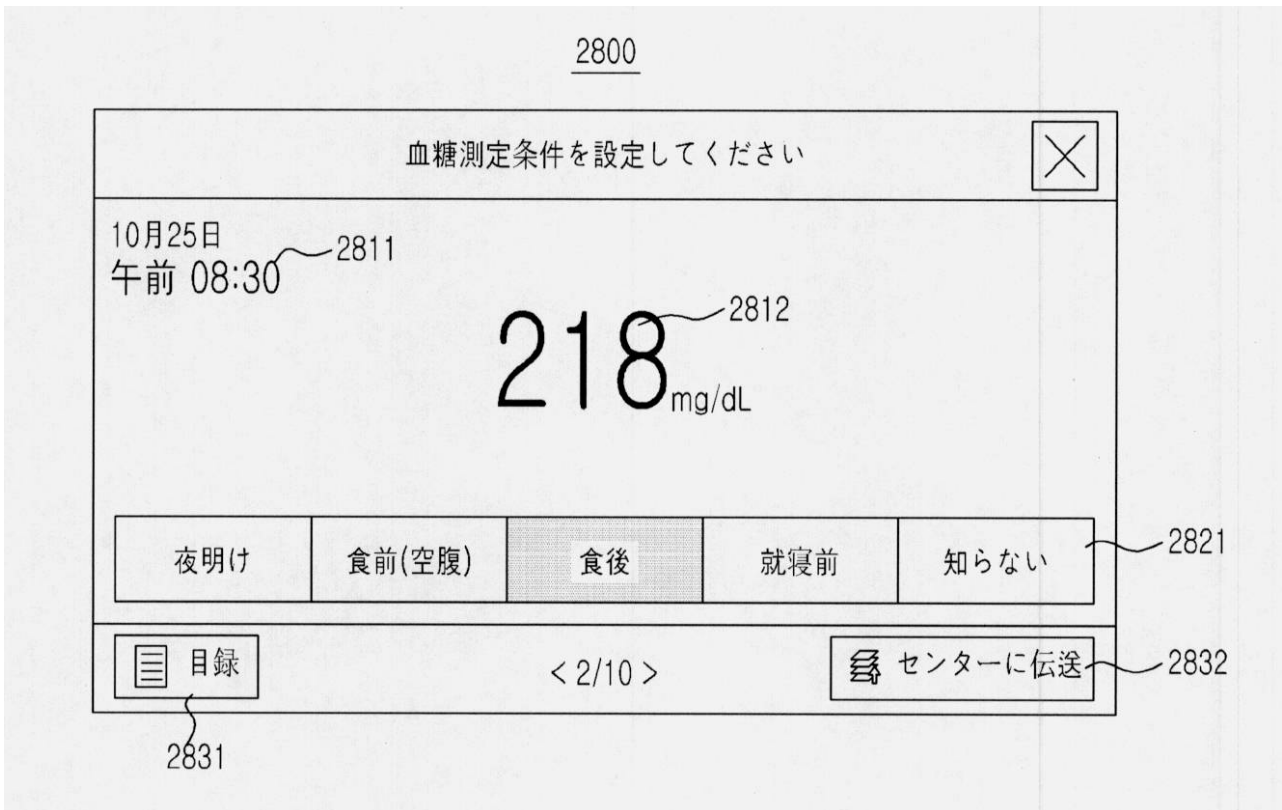 2800
血糖測定条件を設定してください
10月25日
午前 08:30
2811
218 mg/dL
2812
夜明け 食前(空腹) 食後 就寝前 知らない
2821
目録 <2/10> センターに伝送
2832
2831